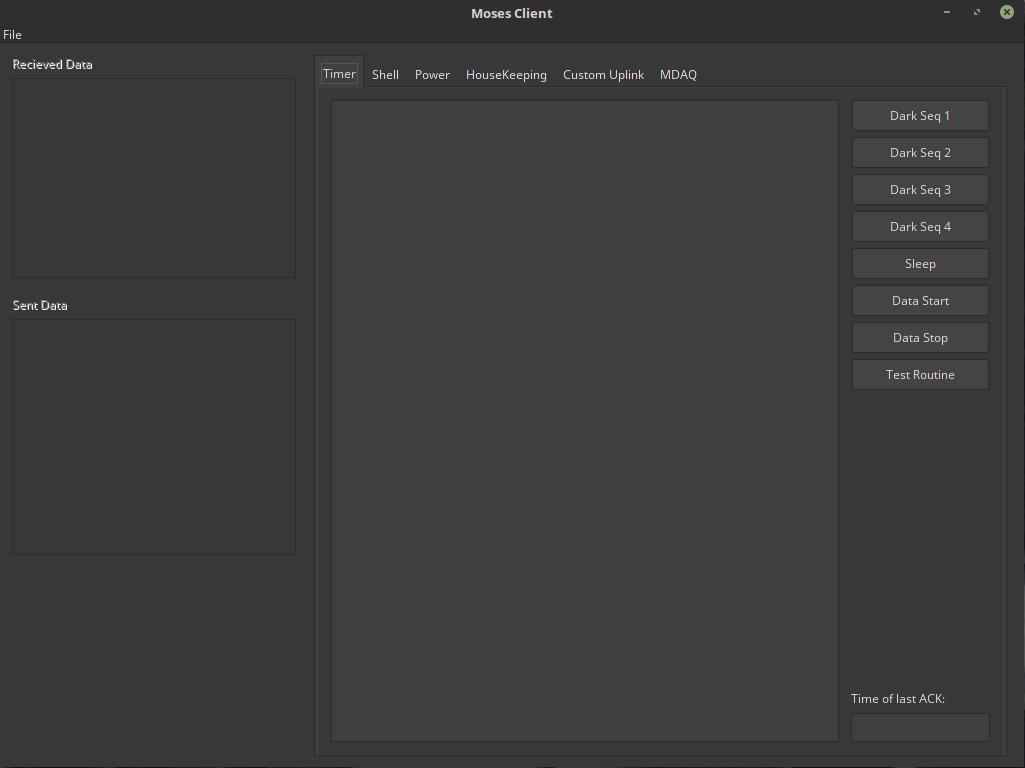 Moses Client
File
Recieved Data
Sent Data
Timer Shell Power HouseKeeping Custom Uplink MDAQ
Dark Seq 1
Dark Seq 2
Dark Seq 3
Dark Seq 4
Sleep
Data Start
Data Stop
Test Routine
Time of last ACK: